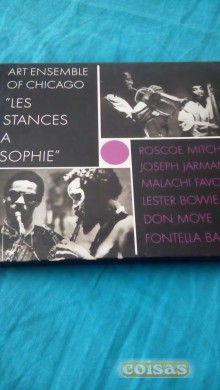 ART ENSEMBLE
OF CHICAGO
"LES
STANCES
A
SOPHIE"
ROSCOE MITCH
JOSEPH JARMAN
MALACHI FAVO
LESTER BOWIE
DON MOYE
FONTELLA BA
coisas